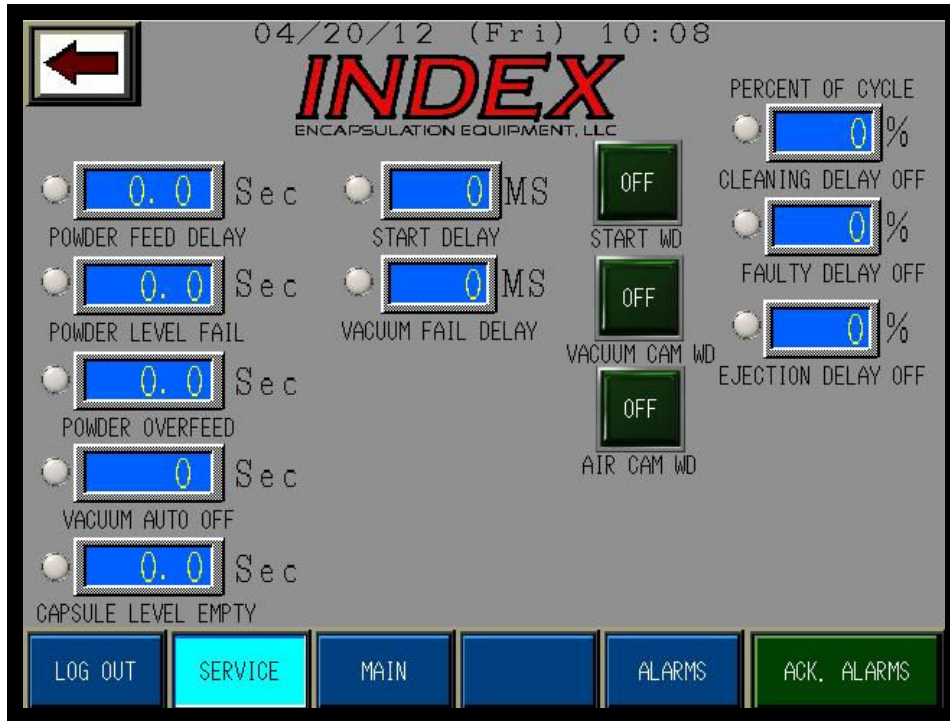 04/20/12 (Fri) 10:08
INDEX
ENCAPSULATION EQUIPMENT, LLC
PERCENT OF CYCLE
0 %
CLEANING DELAY OFF
0.0 Sec
POWDER FEED DELAY
0 MS
START DELAY
OFF
START WD
0 %
FAULTY DELAY OFF
0.0 Sec
POWDER LEVEL FAIL
0 MS
VACUUM FAIL DELAY
OFF
VACUUM CAM WD
0 %
EJECTION DELAY OFF
0.0 Sec
POWDER OVERFEED
OFF
AIR CAM WD
0 Sec
VACUUM AUTO OFF
0.0 Sec
CAPSULE LEVEL EMPTY
LOG OUT
SERVICE
MAIN
ALARMS
ACK. ALARMS